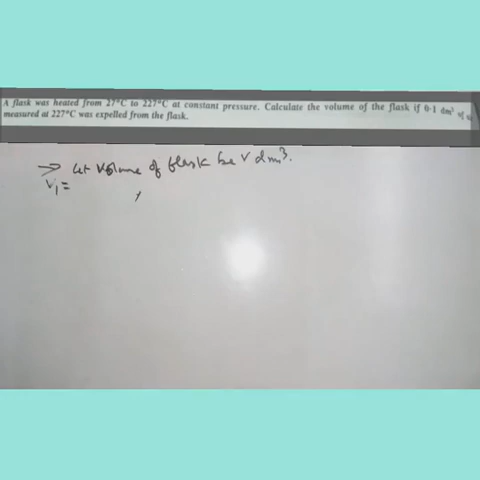 A flask was heated from 27°C to 227°C at constant pressure. Calculate the volume of the flask if 0·1 dm³ of
measured at 227°C was expelled from the flask.
→ let volume of flask be V dm³.
V₁ =